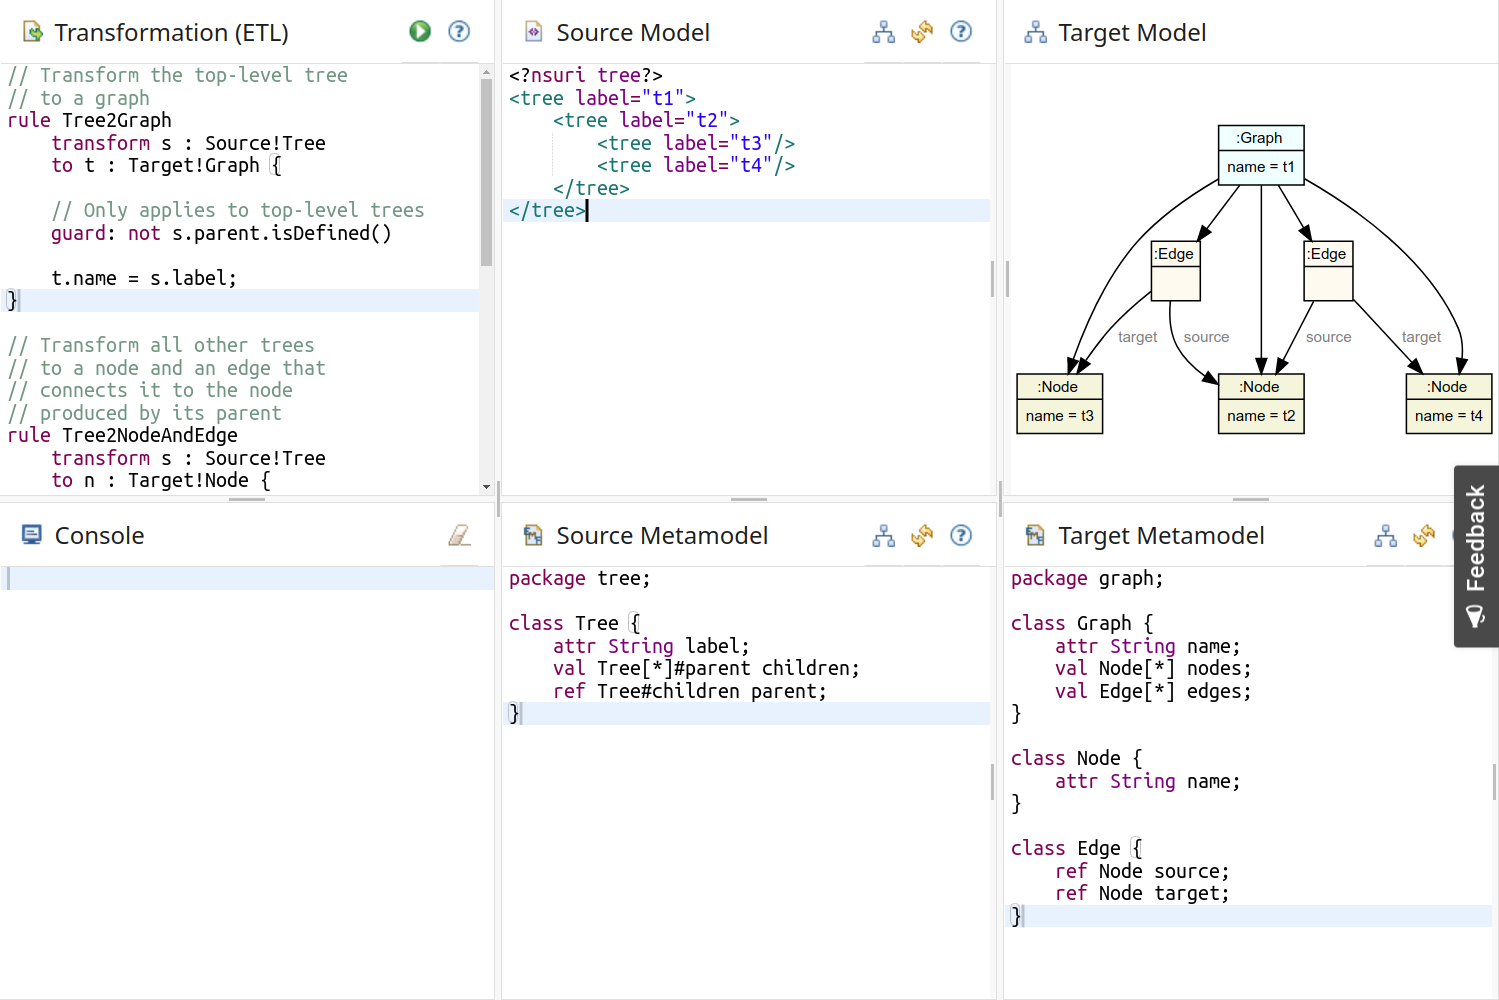 Transformation (ETL)
// Transform the top-level tree
// to a graph
rule Tree2Graph
    transform s : Source!Tree
    to t : Target!Graph {

    // Only applies to top-level trees
    guard: not s.parent.isDefined()

    t.name = s.label;
}

// Transform all other trees
// to a node and an edge that
// connects it to the node
// produced by its parent
rule Tree2NodeAndEdge
    transform s : Source!Tree
    to n : Target!Node {
Source Model
<?nsuri tree?>
<tree label="t1">
    <tree label="t2">
        <tree label="t3"/>
        <tree label="t4"/>
    </tree>
</tree>
Target Model
:Graph
name = t1
:Edge
:Edge
target
source
source
target
:Node
name = t3
:Node
name = t2
:Node
name = t4
Console
Source Metamodel
package tree;

class Tree {
    attr String label;
    val Tree[*]#parent children;
    ref Tree#children parent;
}
Target Metamodel
package graph;

class Graph {
    attr String name;
    val Node[*] nodes;
    val Edge[*] edges;
}

class Node {
    attr String name;
}

class Edge {
    ref Node source;
    ref Node target;
}
Feedback